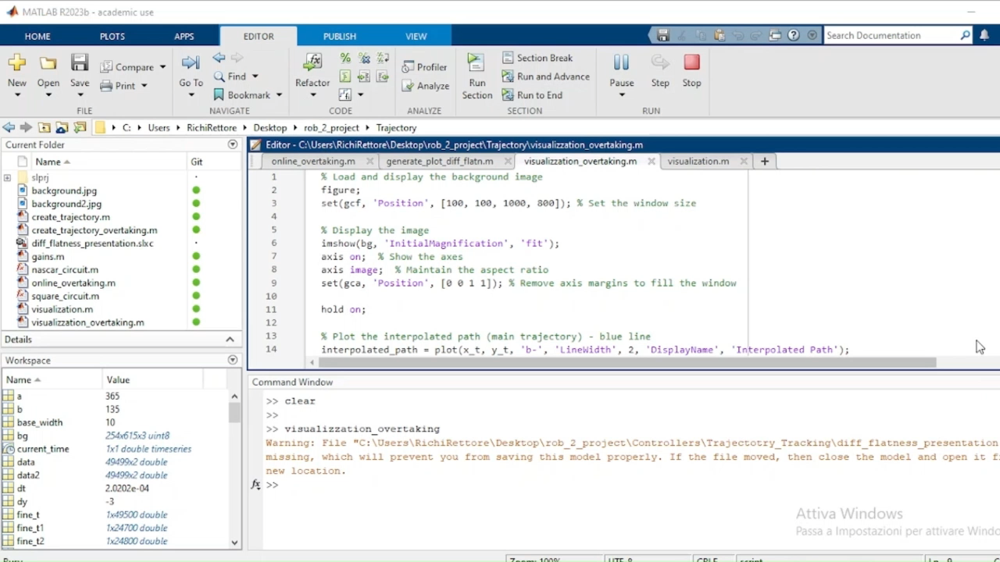 MATLAB R2023b - academic use
HOME PLOTS APPS EDITOR PUBLISH VIEW Search Documentation
New Open Save Compare Print
Go To Find Bookmark
Refactor
Profiler Analyze
Run Section Section Break Run and Advance Run to End
Pause Step Stop
FILE NAVIGATE CODE ANALYZE SECTION RUN
C: Users RichiRettore Desktop rob_2_project Trajectory
Current Folder
Name Git
slprj
background.jpg
background2.jpg
create_trajectory.m
create_trajectory_overtaking.m
diff_flatness_presentation.slxc
gains.m
nascar_circuit.m
online_overtaking.m
square_circuit.m
visualization.m
visualizzation_overtaking.m
Details
Workspace
Name Value
a 365
b 135
base_width 10
bg 254x615x3 uint8
current_time 1x1 double timeseries
data 49499x2 double
data2 49499x2 double
dt 2.0202e-04
dy -3
fine_t 1x49500 double
fine_t1 1x24700 double
fine_t2 1x24800 double
Editor - C:\Users\RichiRettore\Desktop\rob_2_project\Trajectory\visualizzation_overtaking.m
online_overtaking.m generate_plot_diff_flatn.m visualizzation_overtaking.m visualization.m
1 % Load and display the background image
2 figure;
3 set(gcf, 'Position', [100, 100, 1000, 800]); % Set the window size
4
5 % Display the image
6 imshow(bg, 'InitialMagnification', 'fit');
7 axis on; % Show the axes
8 axis image; % Maintain the aspect ratio
9 set(gca, 'Position', [0 0 1 1]); % Remove axis margins to fill the window
10
11 hold on;
12
13 % Plot the interpolated path (main trajectory) - blue line
14 interpolated_path = plot(x_t, y_t, 'b-', 'LineWidth', 2, 'DisplayName', 'Interpolated Path');
Command Window
>> clear
>>
>> visualizzation_overtaking
Warning: File "C:\Users\RichiRettore\Desktop\rob_2_project\Controllers\Trajectotry_Tracking\diff_flatness_presentation
missing, which will prevent you from saving this model properly. If the file moved, then close the model and open it f
new location.
fx >>
Attiva Windows
Passa a Impostazioni per attivare Windo
Zoom: 100% UTF-8 CRLF script